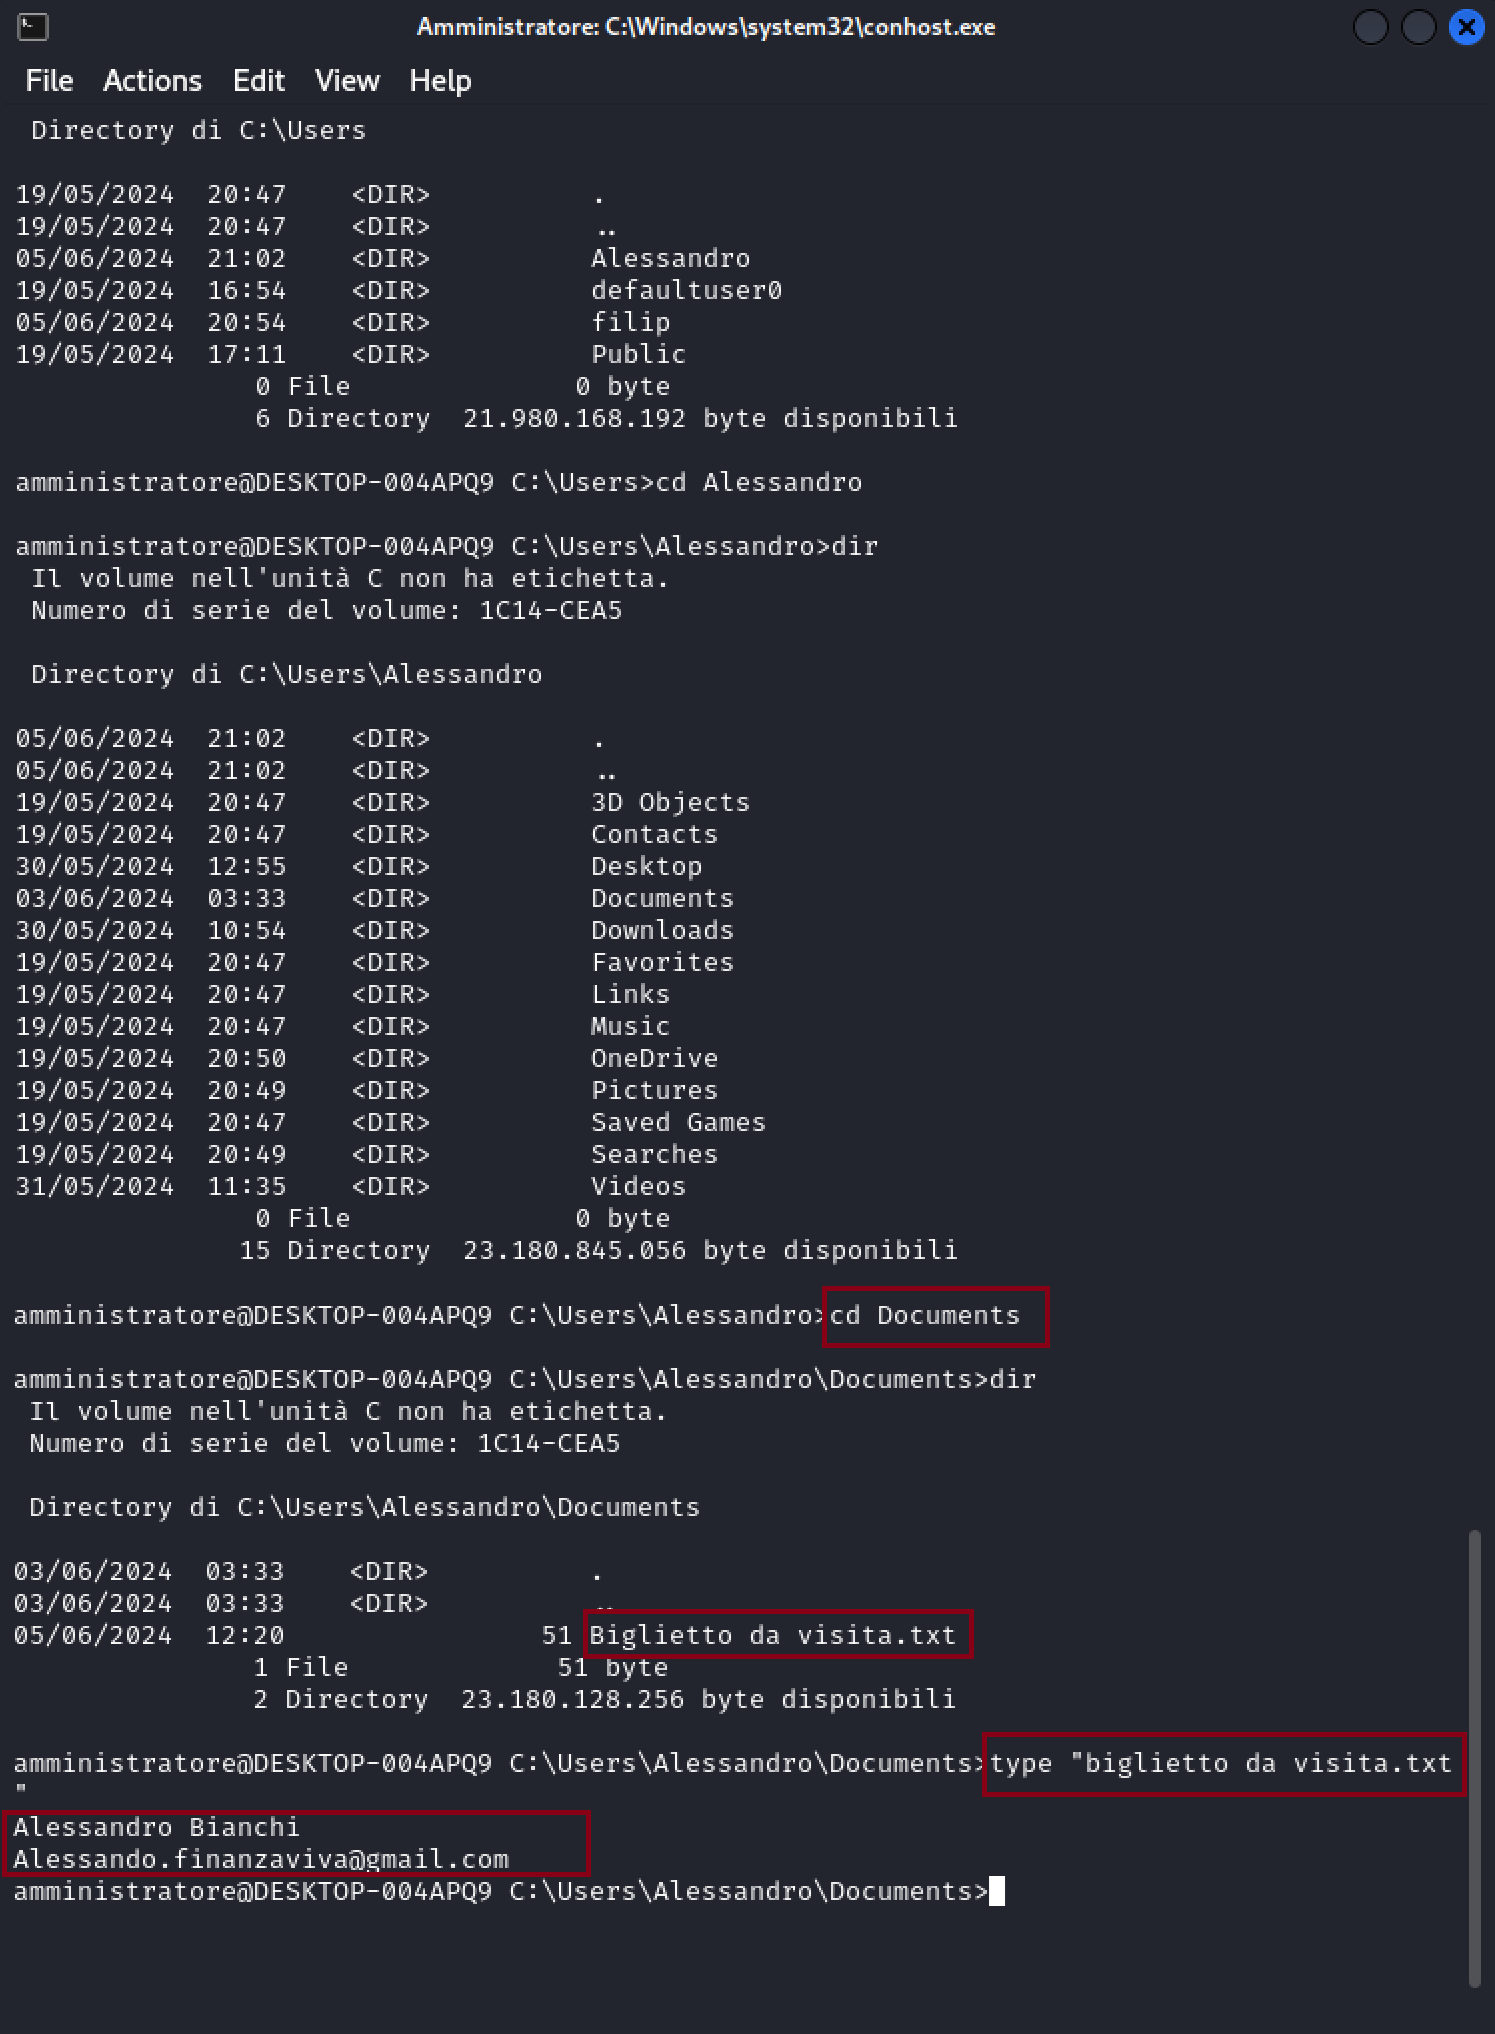 Amministratore: C:\Windows\system32\conhost.exe
File Actions Edit View Help
Directory di C:\Users
19/05/2024 20:47 <DIR> .
19/05/2024 20:47 <DIR> ..
05/06/2024 21:02 <DIR> Alessandro
19/05/2024 16:54 <DIR> defaultuser0
05/06/2024 20:54 <DIR> filip
19/05/2024 17:11 <DIR> Public
0 File 0 byte
6 Directory 21.980.168.192 byte disponibili
amministratore@DESKTOP-004APQ9 C:\Users>cd Alessandro
amministratore@DESKTOP-004APQ9 C:\Users\Alessandro>dir
Il volume nell'unità C non ha etichetta.
Numero di serie del volume: 1C14-CEA5
Directory di C:\Users\Alessandro
05/06/2024 21:02 <DIR> .
05/06/2024 21:02 <DIR> ..
19/05/2024 20:47 <DIR> 3D Objects
19/05/2024 20:47 <DIR> Contacts
30/05/2024 12:55 <DIR> Desktop
03/06/2024 03:33 <DIR> Documents
30/05/2024 10:54 <DIR> Downloads
19/05/2024 20:47 <DIR> Favorites
19/05/2024 20:47 <DIR> Links
19/05/2024 20:47 <DIR> Music
19/05/2024 20:50 <DIR> OneDrive
19/05/2024 20:49 <DIR> Pictures
19/05/2024 20:47 <DIR> Saved Games
19/05/2024 20:49 <DIR> Searches
31/05/2024 11:35 <DIR> Videos
0 File 0 byte
15 Directory 23.180.845.056 byte disponibili
amministratore@DESKTOP-004APQ9 C:\Users\Alessandro>cd Documents
amministratore@DESKTOP-004APQ9 C:\Users\Alessandro\Documents>dir
Il volume nell'unità C non ha etichetta.
Numero di serie del volume: 1C14-CEA5
Directory di C:\Users\Alessandro\Documents
03/06/2024 03:33 <DIR> .
03/06/2024 03:33 <DIR> ..
05/06/2024 12:20 51 Biglietto da visita.txt
1 File 51 byte
2 Directory 23.180.128.256 byte disponibili
amministratore@DESKTOP-004APQ9 C:\Users\Alessandro\Documents>type "biglietto da visita.txt
"
Alessandro Bianchi
Alessando.finanzaviva@gmail.com
amministratore@DESKTOP-004APQ9 C:\Users\Alessandro\Documents>